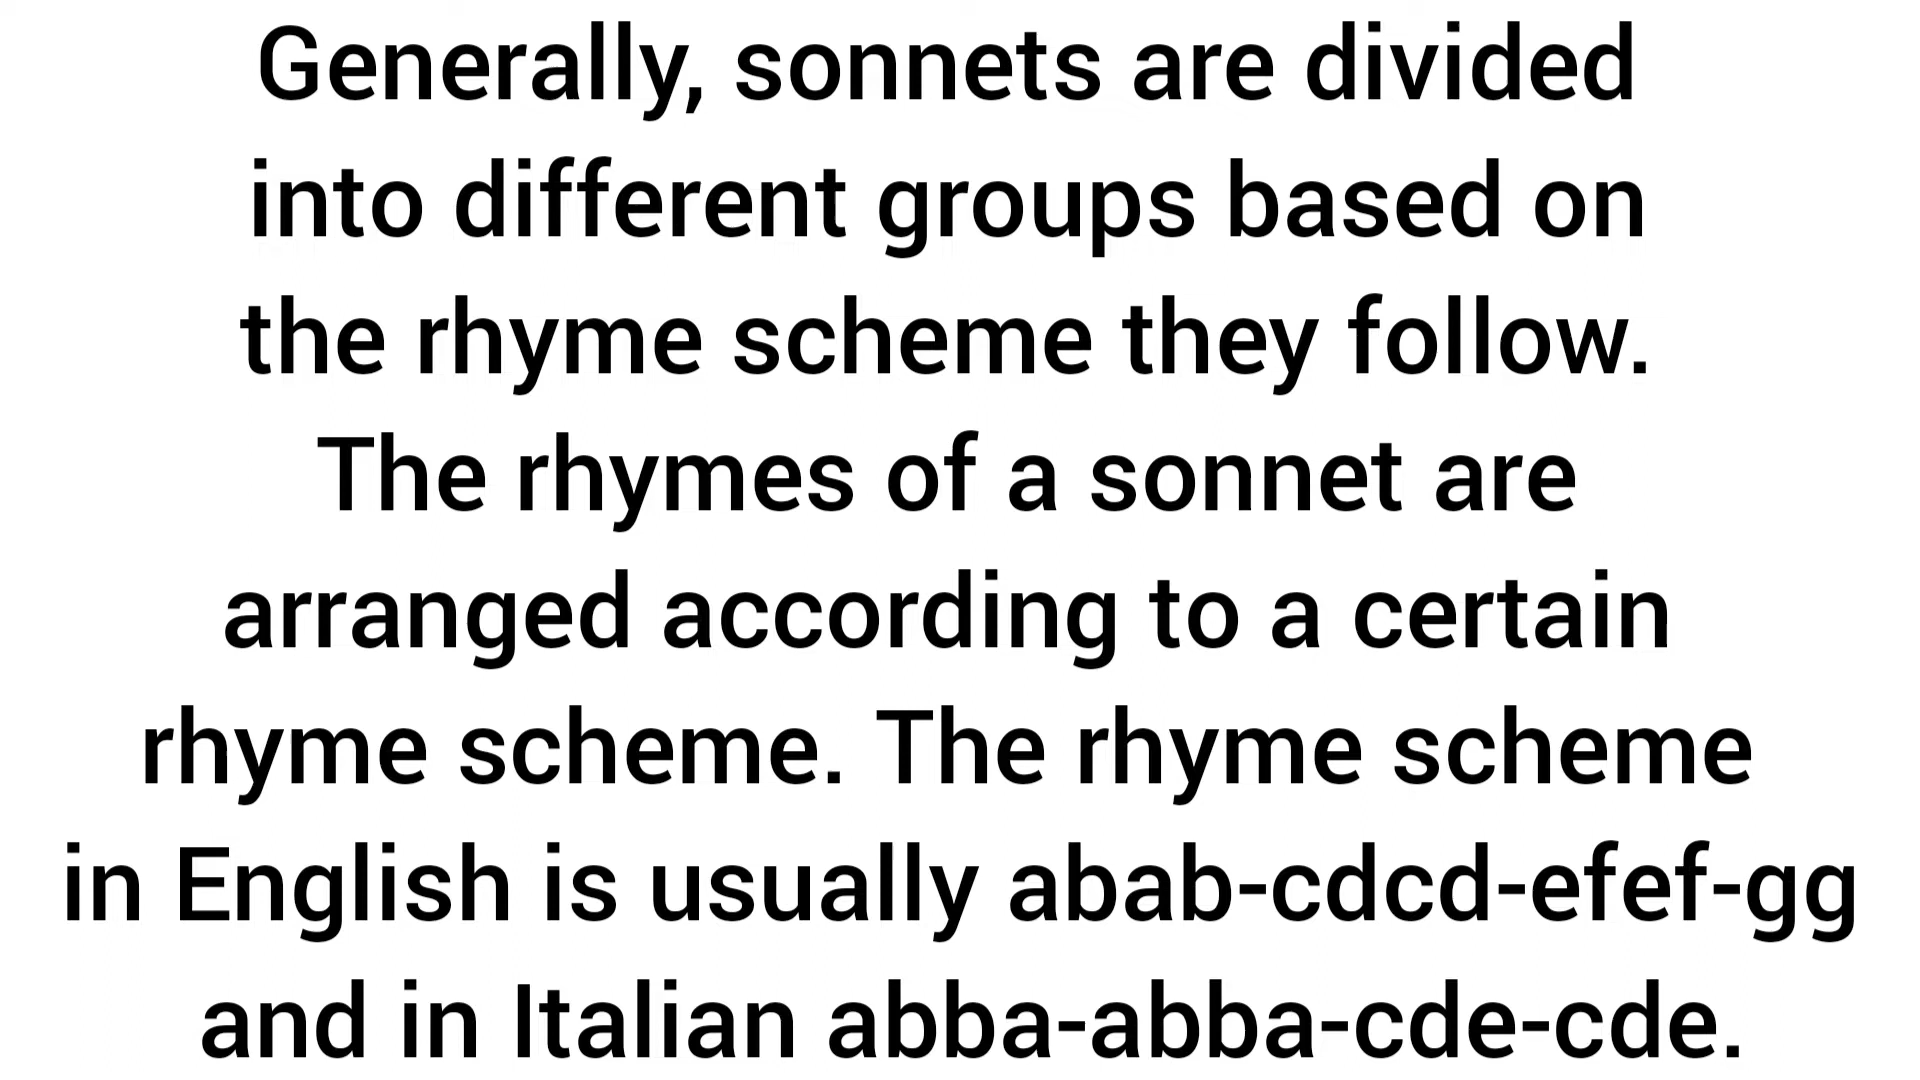 Generally, sonnets are divided
into different groups based on
the rhyme scheme they follow.
The rhymes of a sonnet are
arranged according to a certain
rhyme scheme. The rhyme scheme
in English is usually abab-cdcd-efef-gg
and in Italian abba-abba-cde-cde.